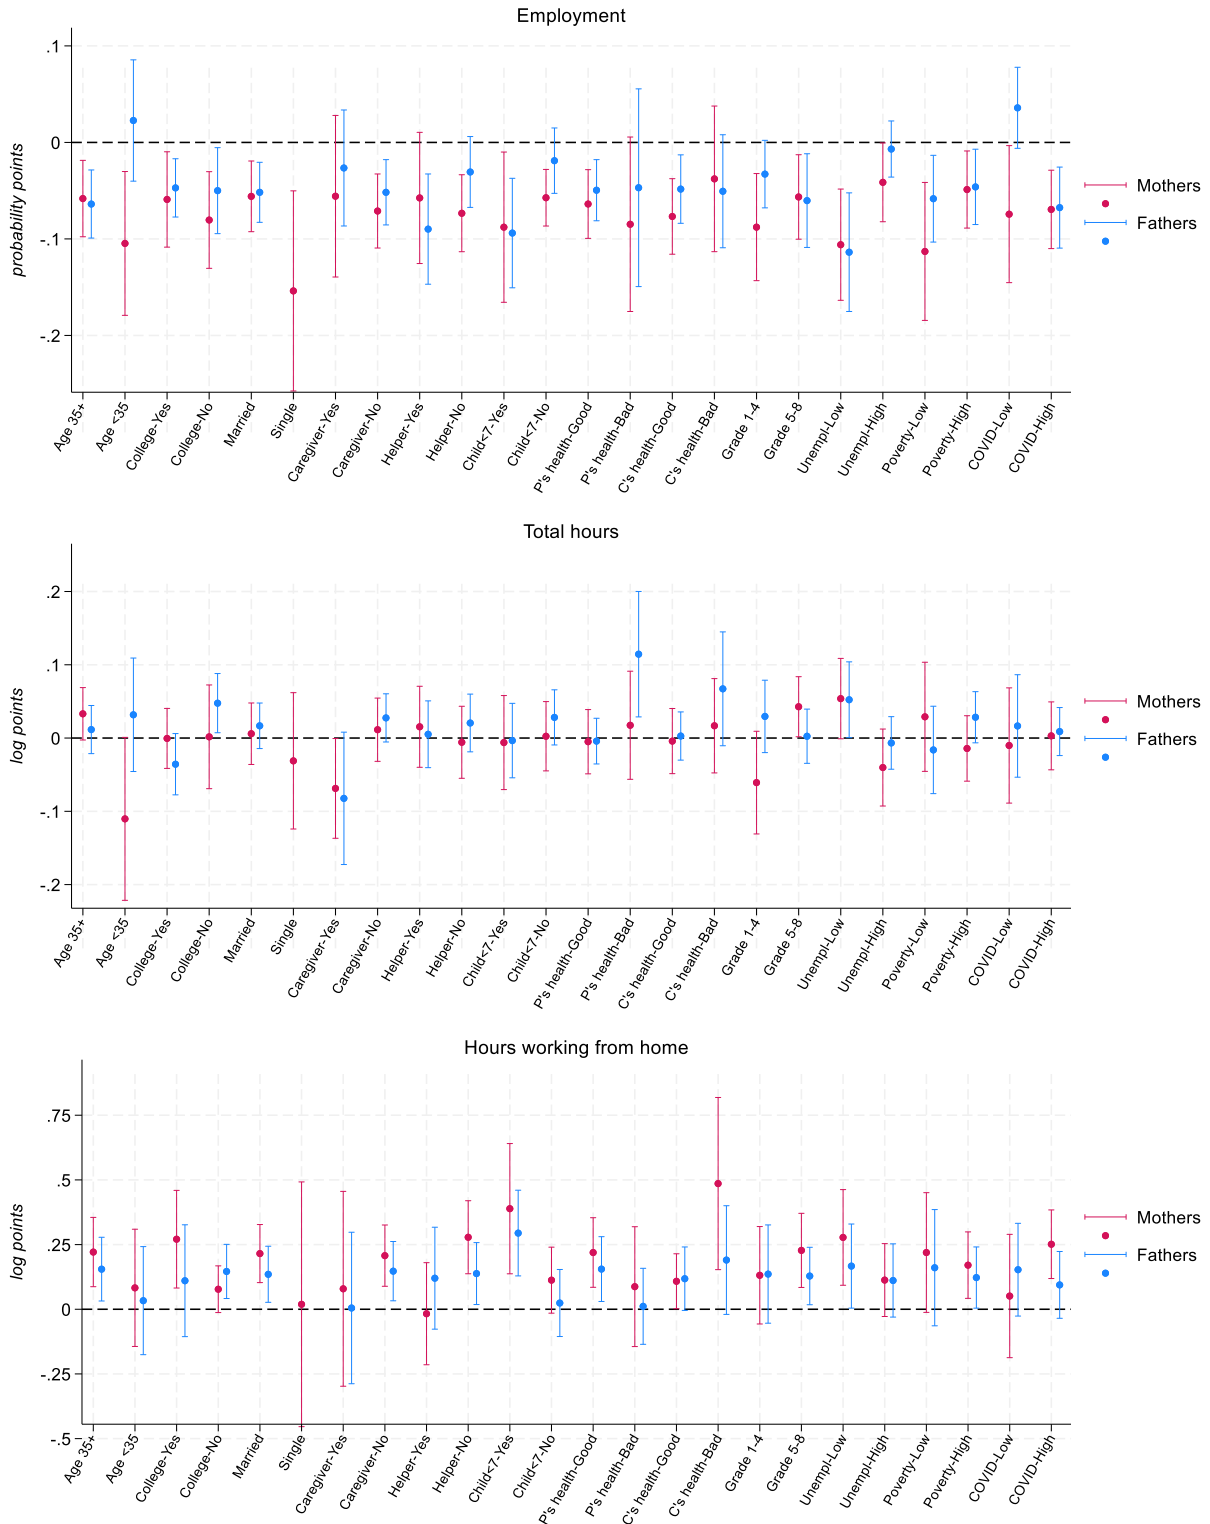 Employment
probability points
.1
0
-.1
-.2
Age 35+
Age <35
College-Yes
College-No
Married
Single
Caregiver-Yes
Caregiver-No
Helper-Yes
Helper-No
Child<7-Yes
Child<7-No
P's health-Good
P's health-Bad
C's health-Good
C's health-Bad
Grade 1-4
Grade 5-8
Unempl-Low
Unempl-High
Poverty-Low
Poverty-High
COVID-Low
COVID-High
Mothers
Fathers
Total hours
log points
.2
.1
0
-.1
-.2
Age 35+
Age <35
College-Yes
College-No
Married
Single
Caregiver-Yes
Caregiver-No
Helper-Yes
Helper-No
Child<7-Yes
Child<7-No
P's health-Good
P's health-Bad
C's health-Good
C's health-Bad
Grade 1-4
Grade 5-8
Unempl-Low
Unempl-High
Poverty-Low
Poverty-High
COVID-Low
COVID-High
Mothers
Fathers
Hours working from home
log points
.75
.5
.25
0
-.25
-.5
Age 35+
Age <35
College-Yes
College-No
Married
Single
Caregiver-Yes
Caregiver-No
Helper-Yes
Helper-No
Child<7-Yes
Child<7-No
P's health-Good
P's health-Bad
C's health-Good
C's health-Bad
Grade 1-4
Grade 5-8
Unempl-Low
Unempl-High
Poverty-Low
Poverty-High
COVID-Low
COVID-High
Mothers
Fathers